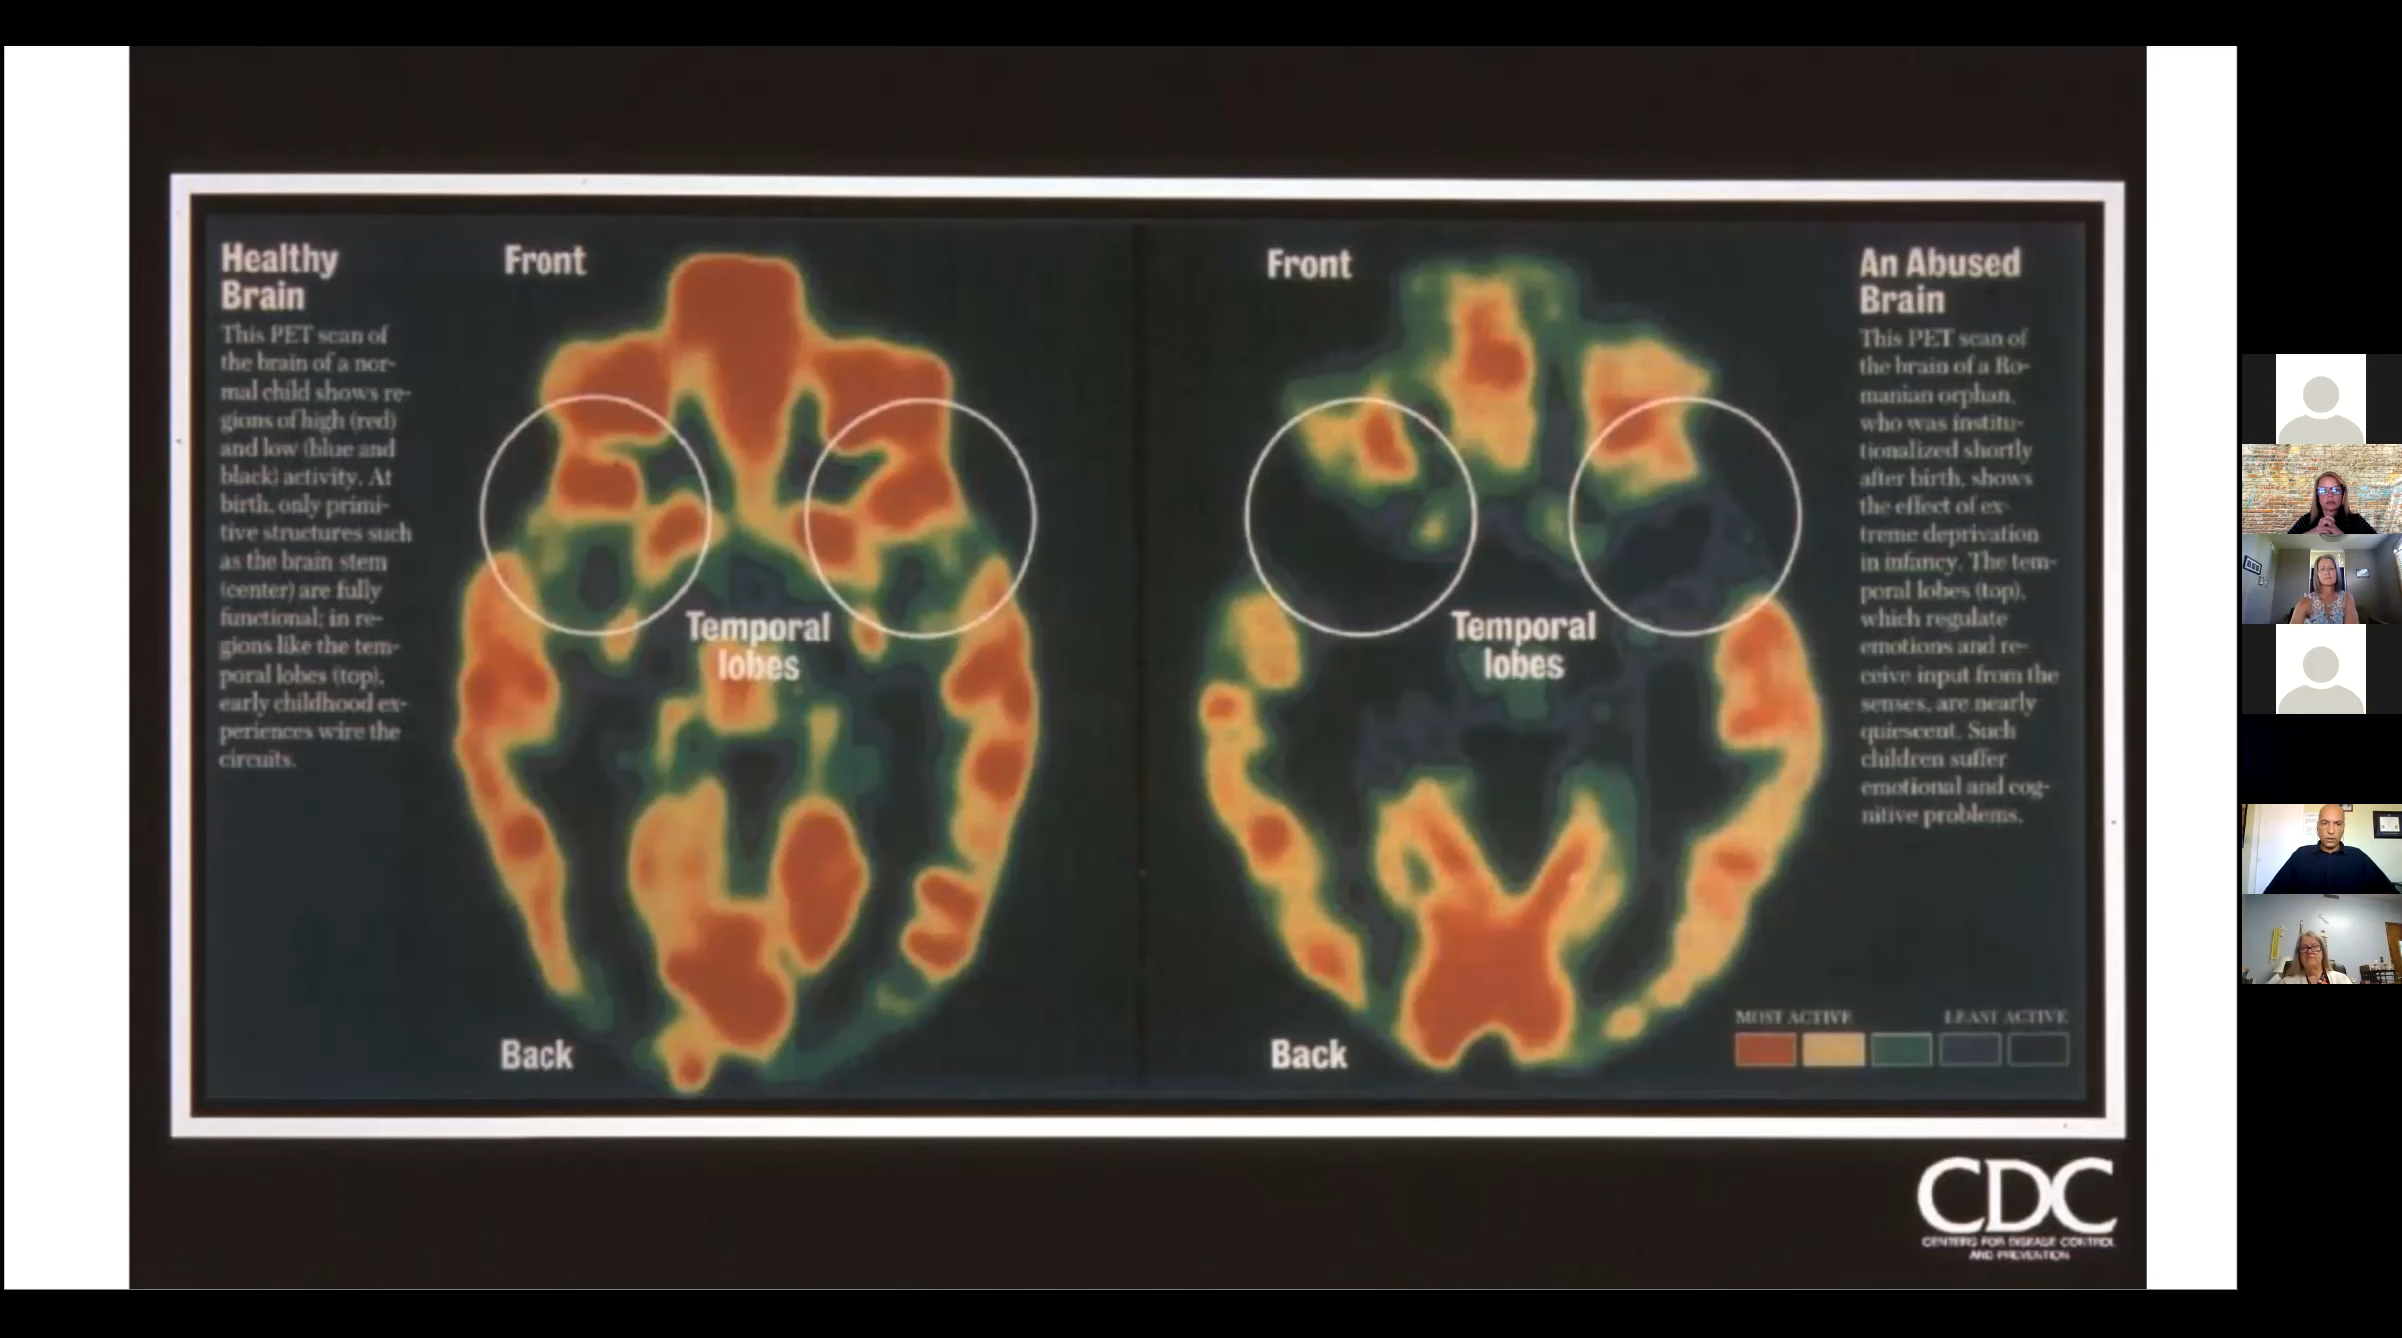 Healthy
Brain
This PET scan of
the brain of a nor-
mal child shows re-
gions of high (red)
and low (blue and
black) activity. At
birth, only primi-
tive structures such
as the brain stem
(center) are fully
functional; in re-
gions like the tem-
poral lobes (top),
early childhood ex-
periences wire the
circuits.
Front
Temporal
lobes
Back
Front
Temporal
lobes
Back
An Abused
Brain
This PET scan of
the brain of a Ro-
manian orphan,
who was institu-
tionalized shortly
after birth, shows
the effect of ex-
treme deprivation
in infancy. The tem-
poral lobes (top),
which regulate
emotions and re-
ceive input from the
senses, are nearly
quiescent. Such
children suffer
emotional and cog-
nitive problems.
MOST ACTIVE LEAST ACTIVE
CDC
CENTERS FOR DISEASE CONTROL
AND PREVENTION